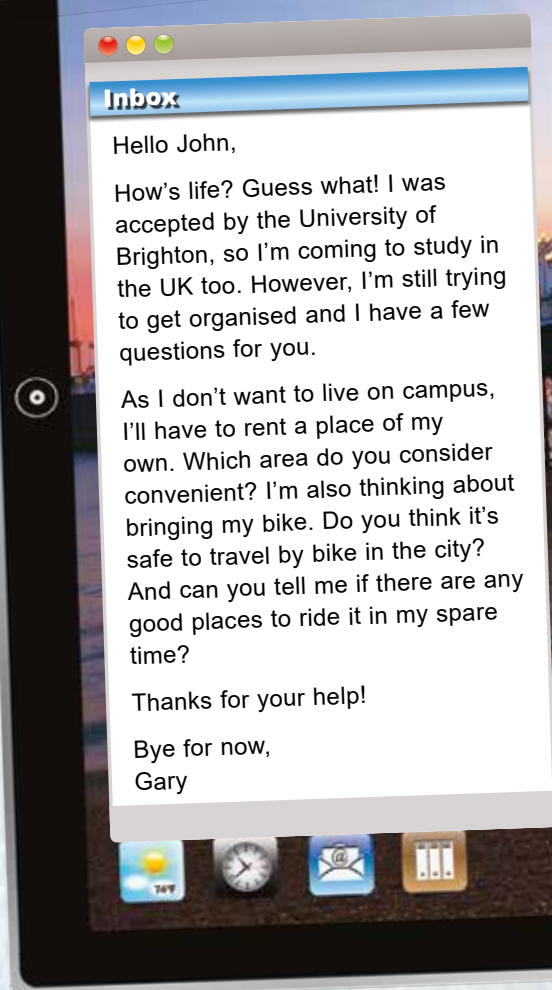 Inbox
Hello John,
How's life? Guess what! I was
accepted by the University of
Brighton, so I'm coming to study in
the UK too. However, I'm still trying
to get organised and I have a few
questions for you.
As I don't want to live on campus,
I'll have to rent a place of my
own. Which area do you consider
convenient? I'm also thinking about
bringing my bike. Do you think it's
safe to travel by bike in the city?
And can you tell me if there are any
good places to ride it in my spare
time?
Thanks for your help!
Bye for now,
Gary
74°F
@